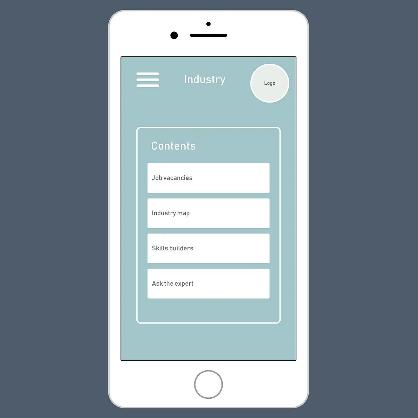 Industry
Logo
Contents
Job vacancies
Industry map
Skills builders
Ask the expert